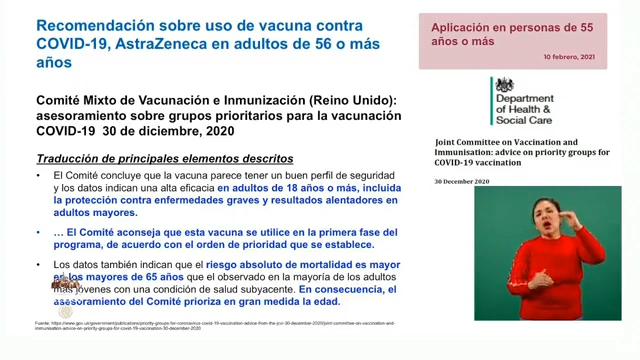 Recomendación sobre uso de vacuna contra
COVID-19, AstraZeneca en adultos de 56 o más
años
Aplicación en personas de 55
años o más
10 febrero, 2021
Comité Mixto de Vacunación e Inmunización (Reino Unido):
asesoramiento sobre grupos prioritarios para la vacunación
COVID-19 30 de diciembre, 2020
Department
of Health &
Social Care
Joint Committee on Vaccination and
Immunisation: advice on priority groups for
COVID-19 vaccination
30 December 2020
Traducción de principales elementos descritos
• El Comité concluye que la vacuna parece tener un buen perfil de seguridad
y los datos indican una alta eficacia en adultos de 18 años o más, incluida
la protección contra enfermedades graves y resultados alentadores en
adultos mayores.
• … El Comité aconseja que esta vacuna se utilice en la primera fase del
programa, de acuerdo con el orden de prioridad que se establece.
• Los datos también indican que el riesgo absoluto de mortalidad es mayor
en los mayores de 65 años que el observado en la mayoría de los adultos
más jóvenes con una condición de salud subyacente. En consecuencia, el
asesoramiento del Comité prioriza en gran medida la edad.
Fuente: https://www.gov.uk/government/publications/priority-groups-for-coronavirus-covid-19-vaccination-advice-from-the-jcvi-30-december-2020/joint-committee-on-vaccination-and-
immunisation-advice-on-priority-groups-for-covid-19-vaccination-30-december-2020